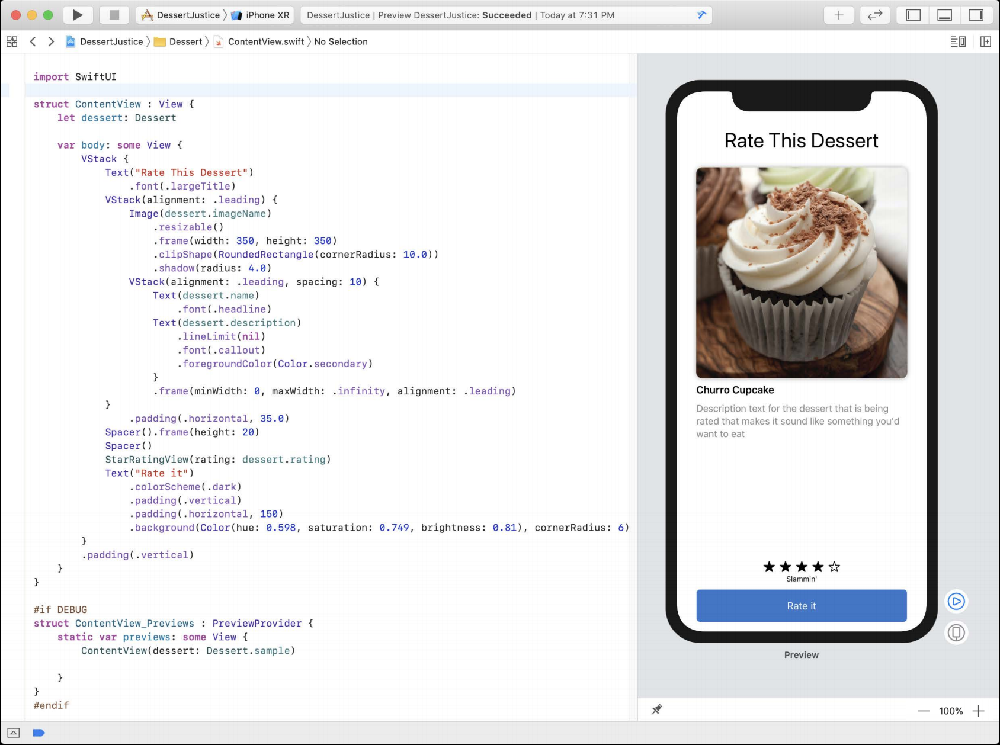 DessertJustice iPhone XR
DessertJustice | Preview DessertJustice: Succeeded | Today at 7:31 PM
DessertJustice Dessert ContentView.swift No Selection
import SwiftUI
struct ContentView : View {
let dessert: Dessert
var body: some View {
VStack {
Text("Rate This Dessert")
.font(.largeTitle)
VStack(alignment: .leading) {
Image(dessert.imageName)
.resizable()
.frame(width: 350, height: 350)
.clipShape(RoundedRectangle(cornerRadius: 10.0))
.shadow(radius: 4.0)
VStack(alignment: .leading, spacing: 10) {
Text(dessert.name)
.font(.headline)
Text(dessert.description)
.lineLimit(nil)
.font(.callout)
.foregroundColor(Color.secondary)
}
.frame(minWidth: 0, maxWidth: .infinity, alignment: .leading)
}
.padding(.horizontal, 35.0)
Spacer().frame(height: 20)
Spacer()
StarRatingView(rating: dessert.rating)
Text("Rate it")
.colorScheme(.dark)
.padding(.vertical)
.padding(.horizontal, 150)
.background(Color(hue: 0.598, saturation: 0.749, brightness: 0.81), cornerRadius: 6)
}
.padding(.vertical)
}
}
#if DEBUG
struct ContentView_Previews : PreviewProvider {
static var previews: some View {
ContentView(dessert: Dessert.sample)
}
}
#endif
Rate This Dessert
Churro Cupcake
Description text for the dessert that is being
rated that makes it sound like something you'd
want to eat
★ ★ ★ ★ ☆
Slammin'
Rate it
Preview
100%